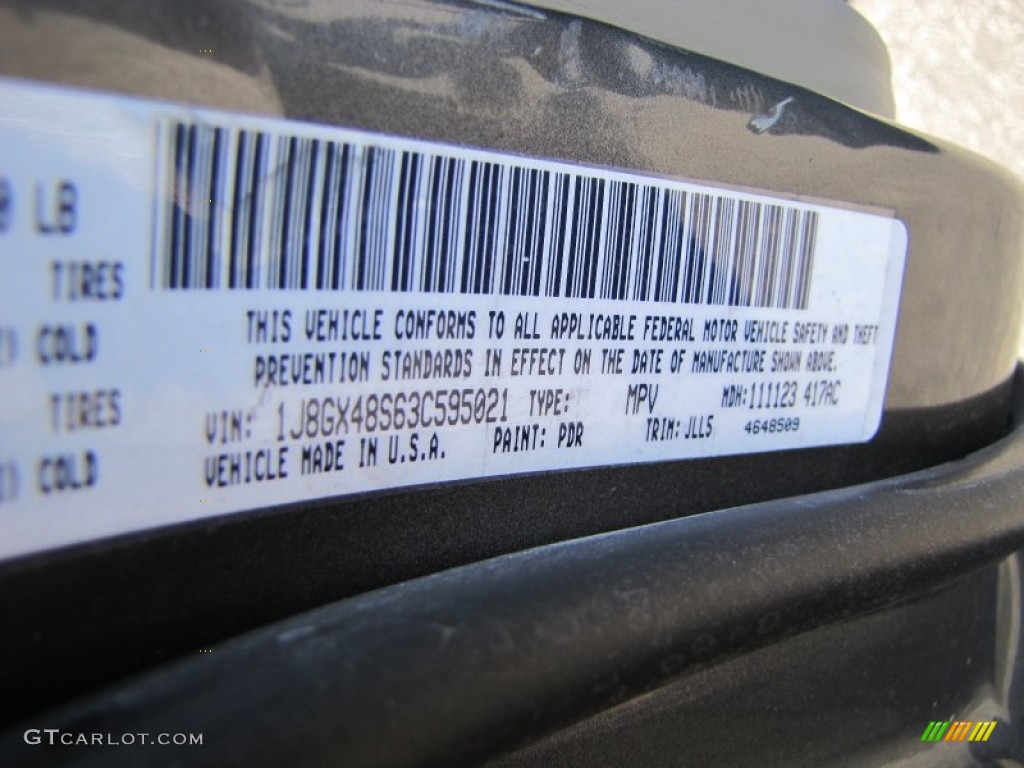 0 LB
TIRES
COLD
TIRES
COLD
THIS VEHICLE CONFORMS TO ALL APPLICABLE FEDERAL MOTOR VEHICLE SAFETY AND THEFT
PREVENTION STANDARDS IN EFFECT ON THE DATE OF MANUFACTURE SHOWN ABOVE.
VIN: 1J8GX48S63C595021 TYPE: MPV MDH:111123 417AC
VEHICLE MADE IN U.S.A. PAINT: PDR TRIM: JLL5 4648509
GTCARLOT.COM